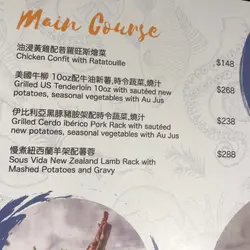 Main Course
油浸黃雞配普羅旺斯燴菜
Chicken Confit with Ratatouille
$148
美國牛柳 10oz配牛油新薯,時令蔬菜,燒汁
Grilled US Tenderloin 10oz with sautéed new
potatoes, seasonal vegetables with Au Jus
$268
伊比利亞黑豚豬胺架配時令蔬菜,燒汁
Grilled Cerdo ibérico Pork Rack with sautéed
new potatoes, seasonal vegetables with Au Jus
$238
慢煮紐西蘭羊架配薯蓉
Sous Vida New Zealand Lamb Rack with
Mashed Potatoes and Gravy
$288